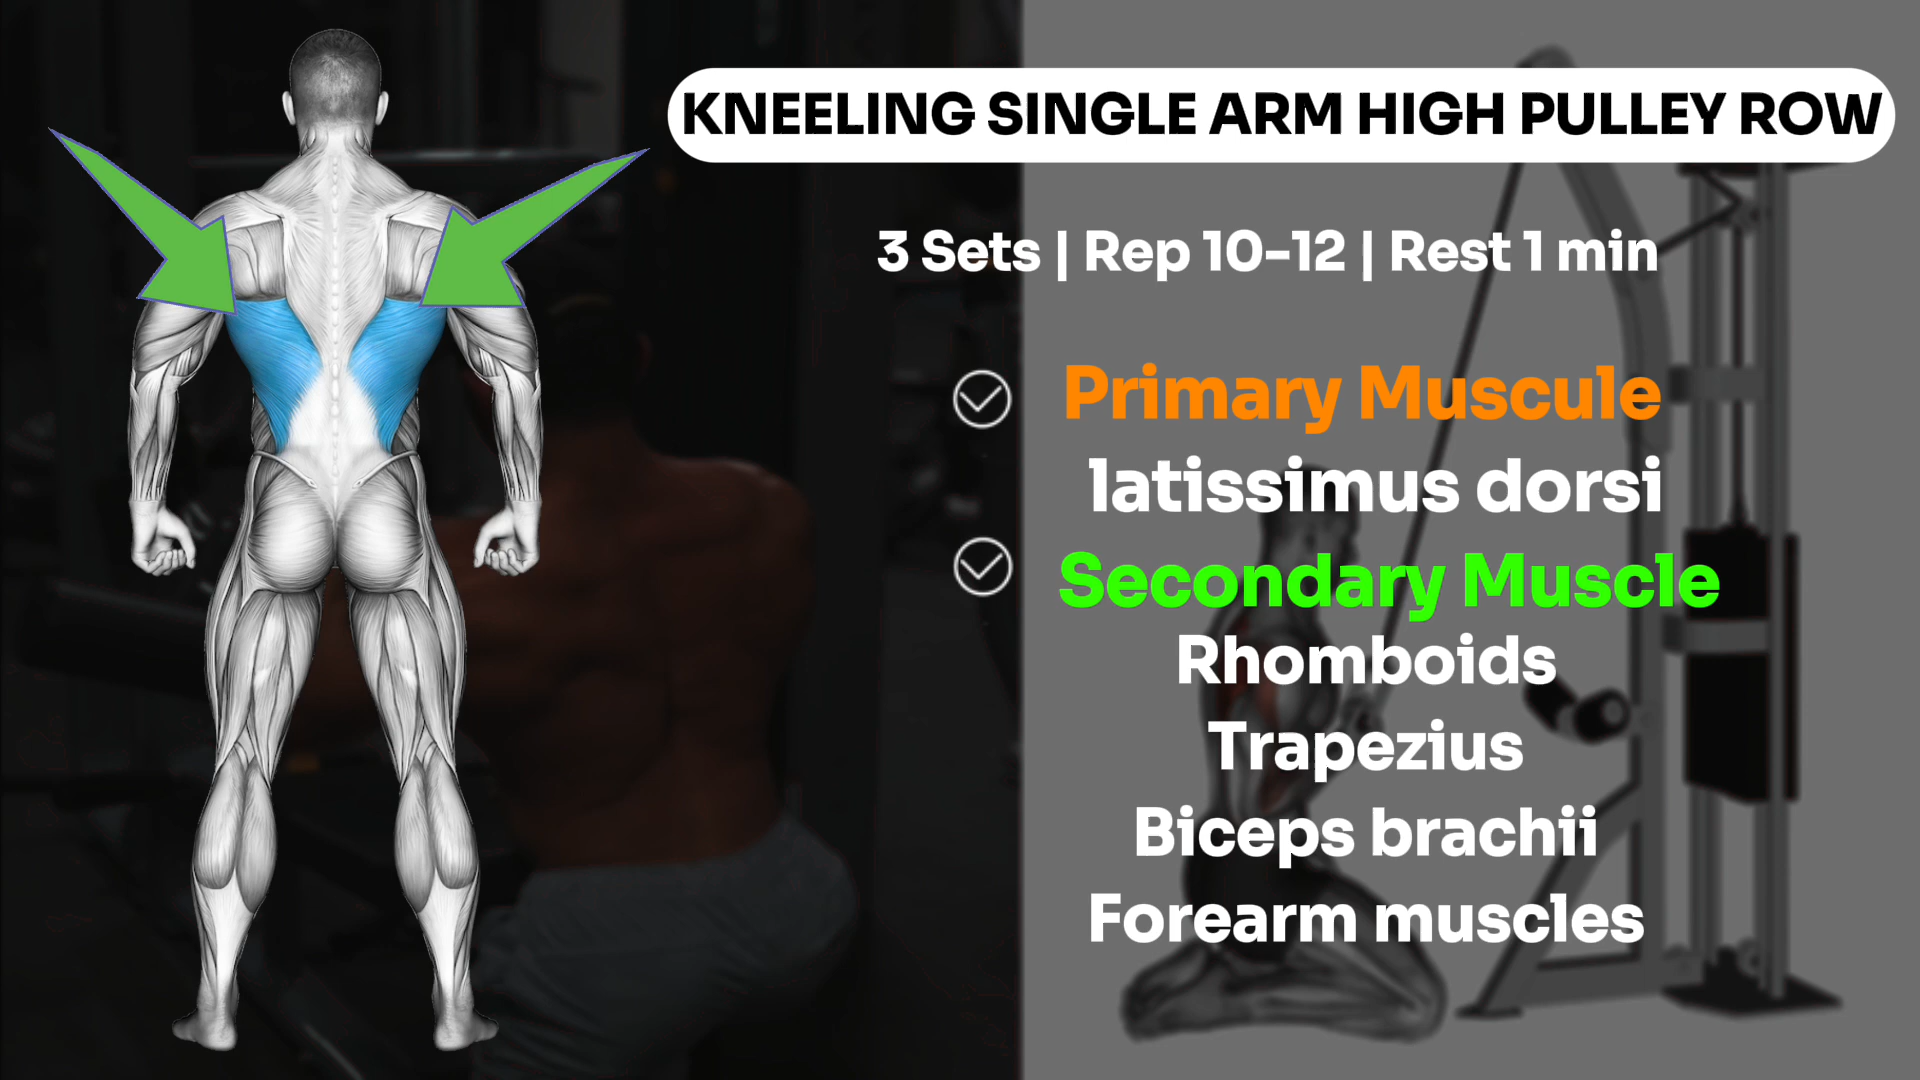 KNEELING SINGLE ARM HIGH PULLEY ROW
3 Sets | Rep 10-12 | Rest 1 min
Primary Muscule
latissimus dorsi
Secondary Muscle
Rhomboids
Trapezius
Biceps brachii
Forearm muscles